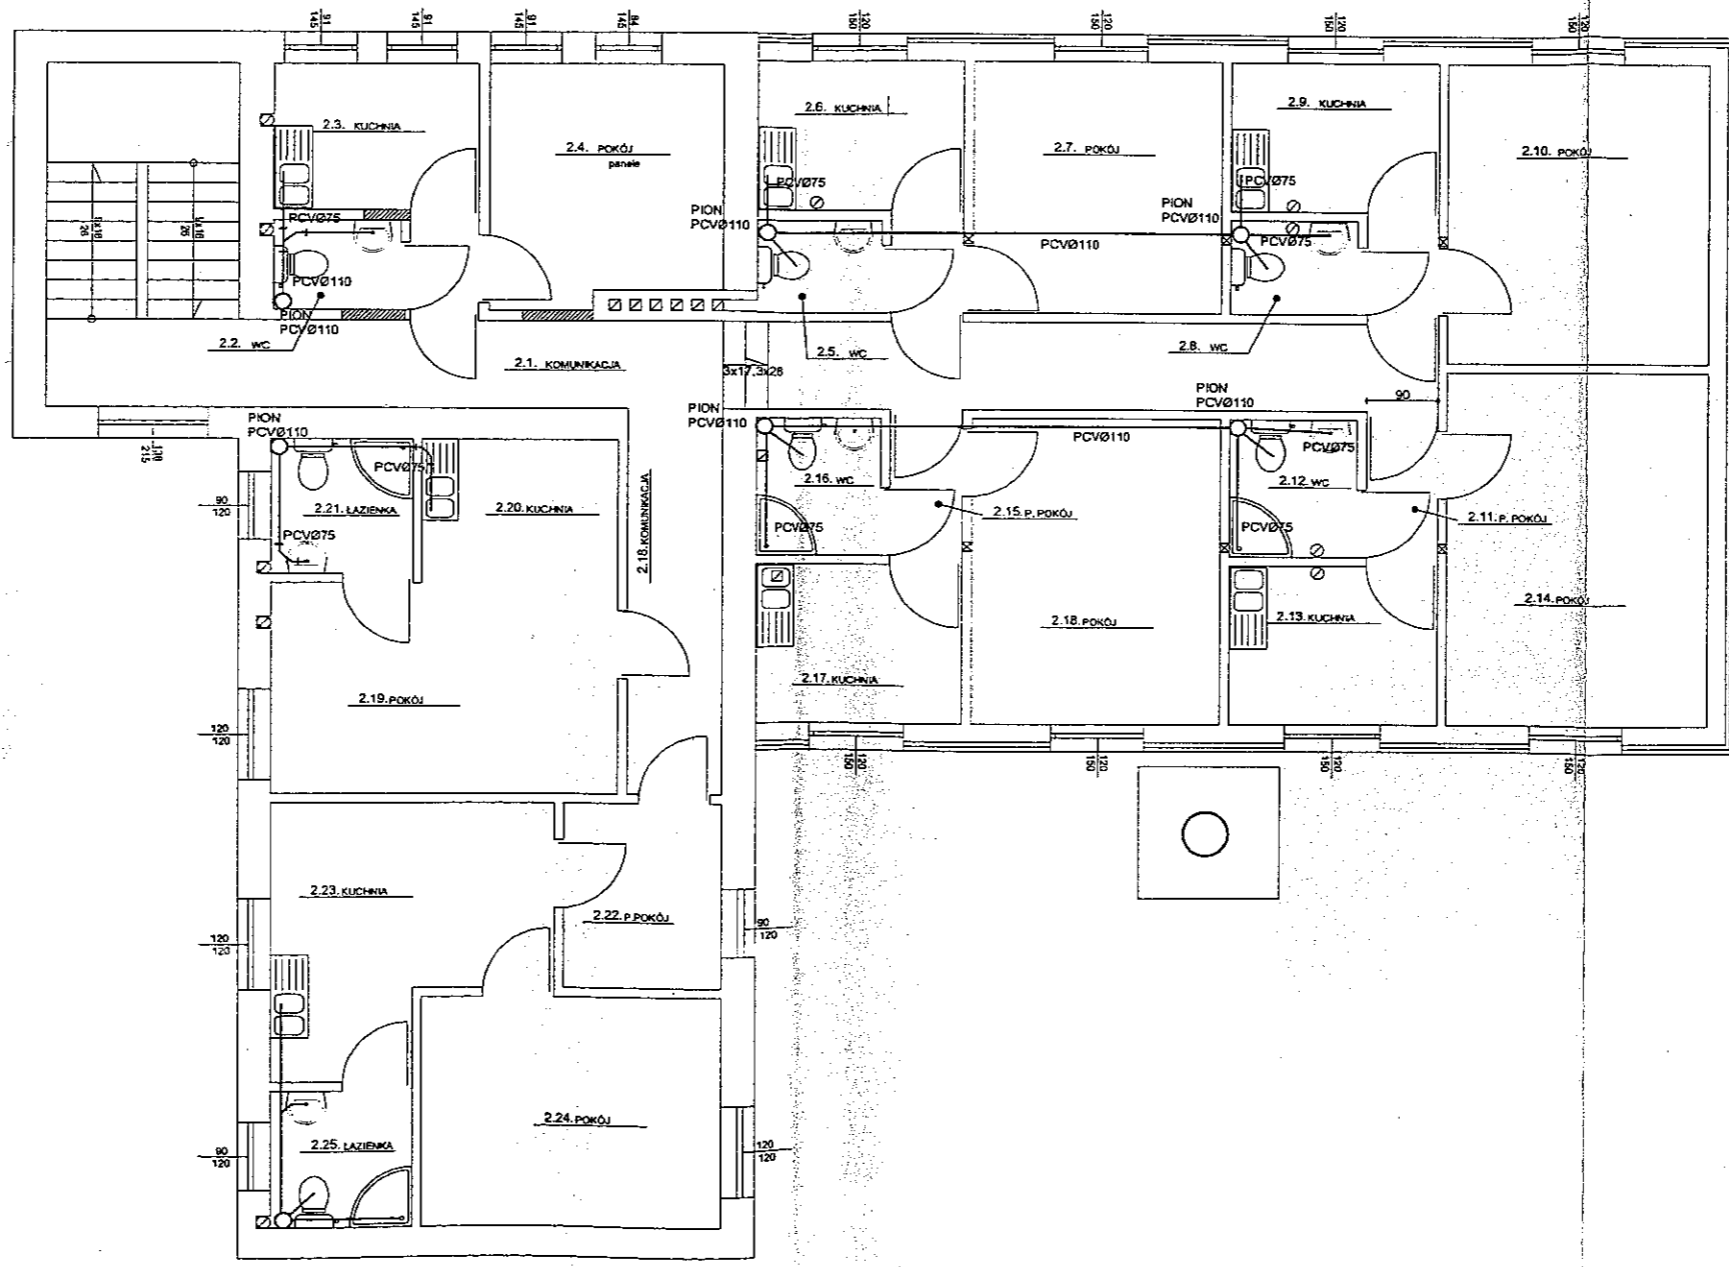 91
145
91
145
91
145
84
145
120
150
120
150
120
150
120
150
2.3. KUCHNIA
2.4. POKÓJ
panele
2.6. KUCHNIA
2.7. POKÓJ
2.9. KUCHNIA
2.10. POKÓJ
PCVØ75
PCVØ75
PCVØ75
PION
PCVØ110
PION
PCVØ110
PCVØ110
PCVØ75
PCVØ110
PION
PCVØ110
2.2. WC
2.1. KOMUNIKACJA
2.5. WC
2.8. WC
3x17,3x28
90
PION
PCVØ110
PION
PCVØ110
PION
PCVØ110
PCVØ110
215
PCVØ75
PCVØ75
90
120
2.21. ŁAZIENKA
2.20. KUCHNIA
2.18. KOMUNIKACJA
2.16. WC
2.12. WC
2.15. P. POKÓJ
2.11. P. POKÓJ
PCVØ75
PCVØ75
PCVØ75
2.14. POKÓJ
2.18. POKÓJ
2.13. KUCHNIA
2.17. KUCHNIA
2.19. POKÓJ
120
120
120
150
120
150
120
150
120
150
2.23. KUCHNIA
2.22. P.POKÓJ
90
120
120
120
2.24. POKÓJ
2.25. ŁAZIENKA
90
120
120
120